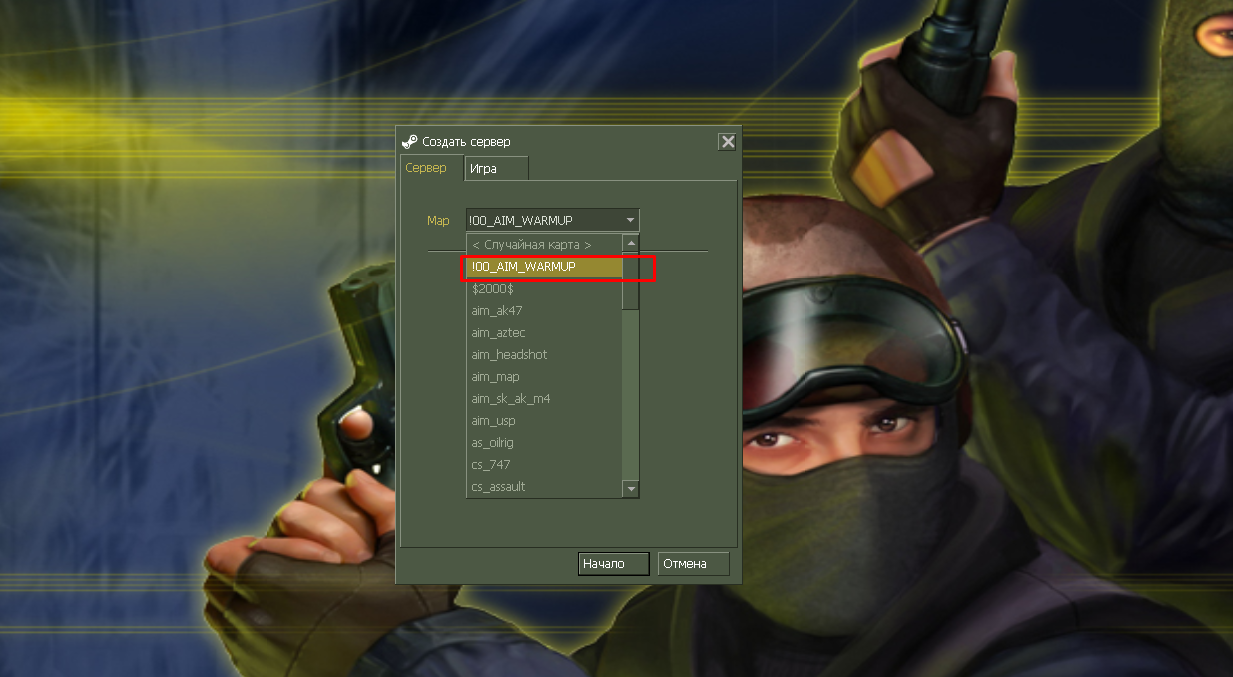 Создать сервер
Сервер
Игра
Map
!00_AIM_WARMUP
< Случайная карта >
!00_AIM_WARMUP
$2000$
aim_ak47
aim_aztec
aim_headshot
aim_map
aim_sk_ak_m4
aim_usp
as_oilrig
cs_747
cs_assault
Начало
Отмена